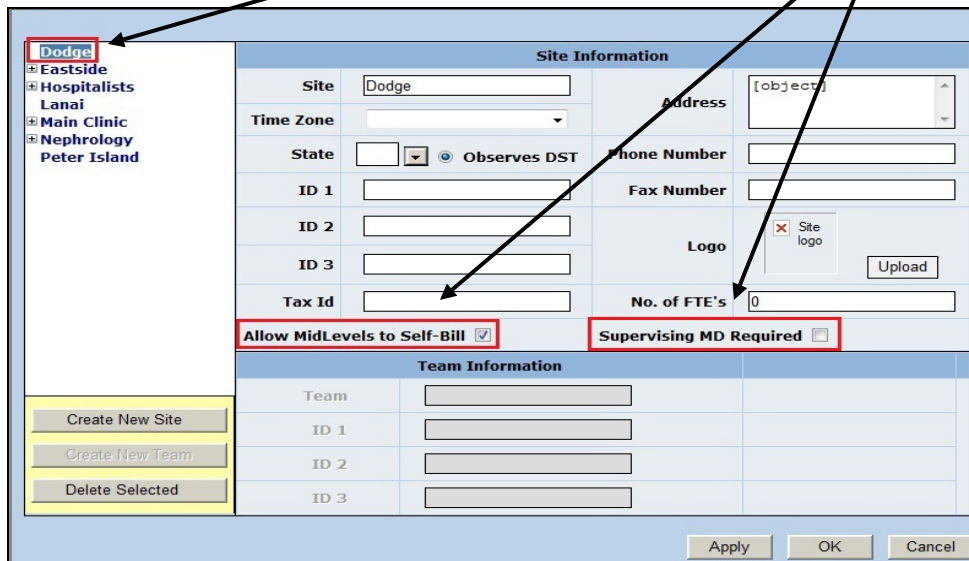 Dodge
Eastside
Hospitalists
Lanai
Main Clinic
Nephrology
Peter Island
Create New Site
Create New Team
Delete Selected
Site Information
Site Dodge Address [object]
Time Zone
State Observes DST Phone Number
ID 1 Fax Number
ID 2 Logo Site logo
ID 3 Upload
Tax Id No. of FTE's 0
Allow MidLevels to Self-Bill Supervising MD Required
Team Information
Team
ID 1
ID 2
ID 3
Apply OK Cancel